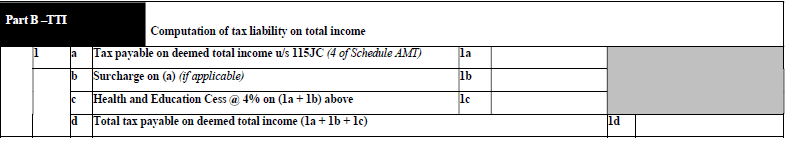 Part B –TTI
Computation of tax liability on total income
1 a Tax payable on deemed total income u/s 115JC (4 of Schedule AMT) 1a
b Surcharge on (a) (if applicable) 1b
c Health and Education Cess @ 4% on (1a + 1b) above 1c
d Total tax payable on deemed total income (1a + 1b + 1c) 1d